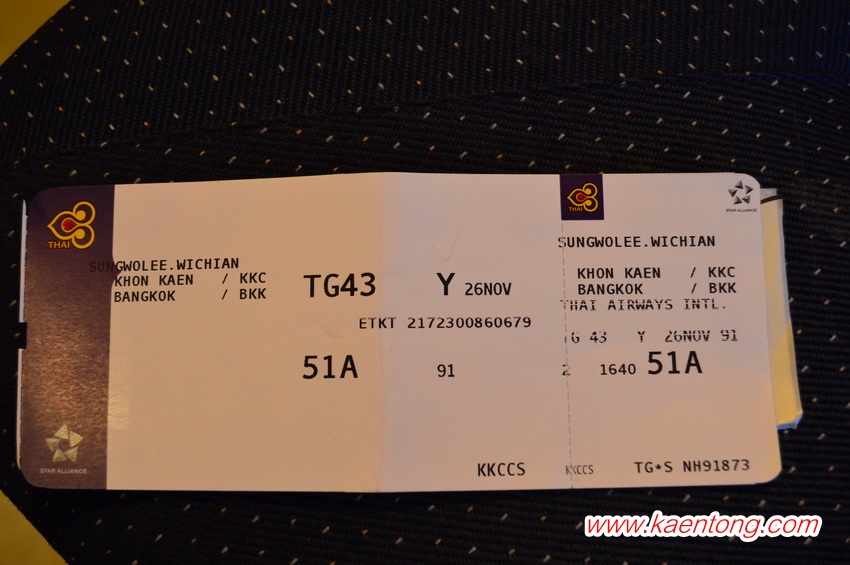 THAI
SUNGWOLEE.WICHIAN
KHON KAEN / KKC
BANGKOK / BKK
TG43 Y 26NOV
ETKT 2172300860679
51A 91
KKCCS
STAR ALLIANCE
THAI
STAR ALLIANCE
SUNGWOLEE.WICHIAN
KHON KAEN / KKC
BANGKOK / BKK
THAI AIRWAYS INTL.
TG 43 Y 26NOV 91
2 1640 51A
KKCCS TG*S NH91873
www.kaentong.com